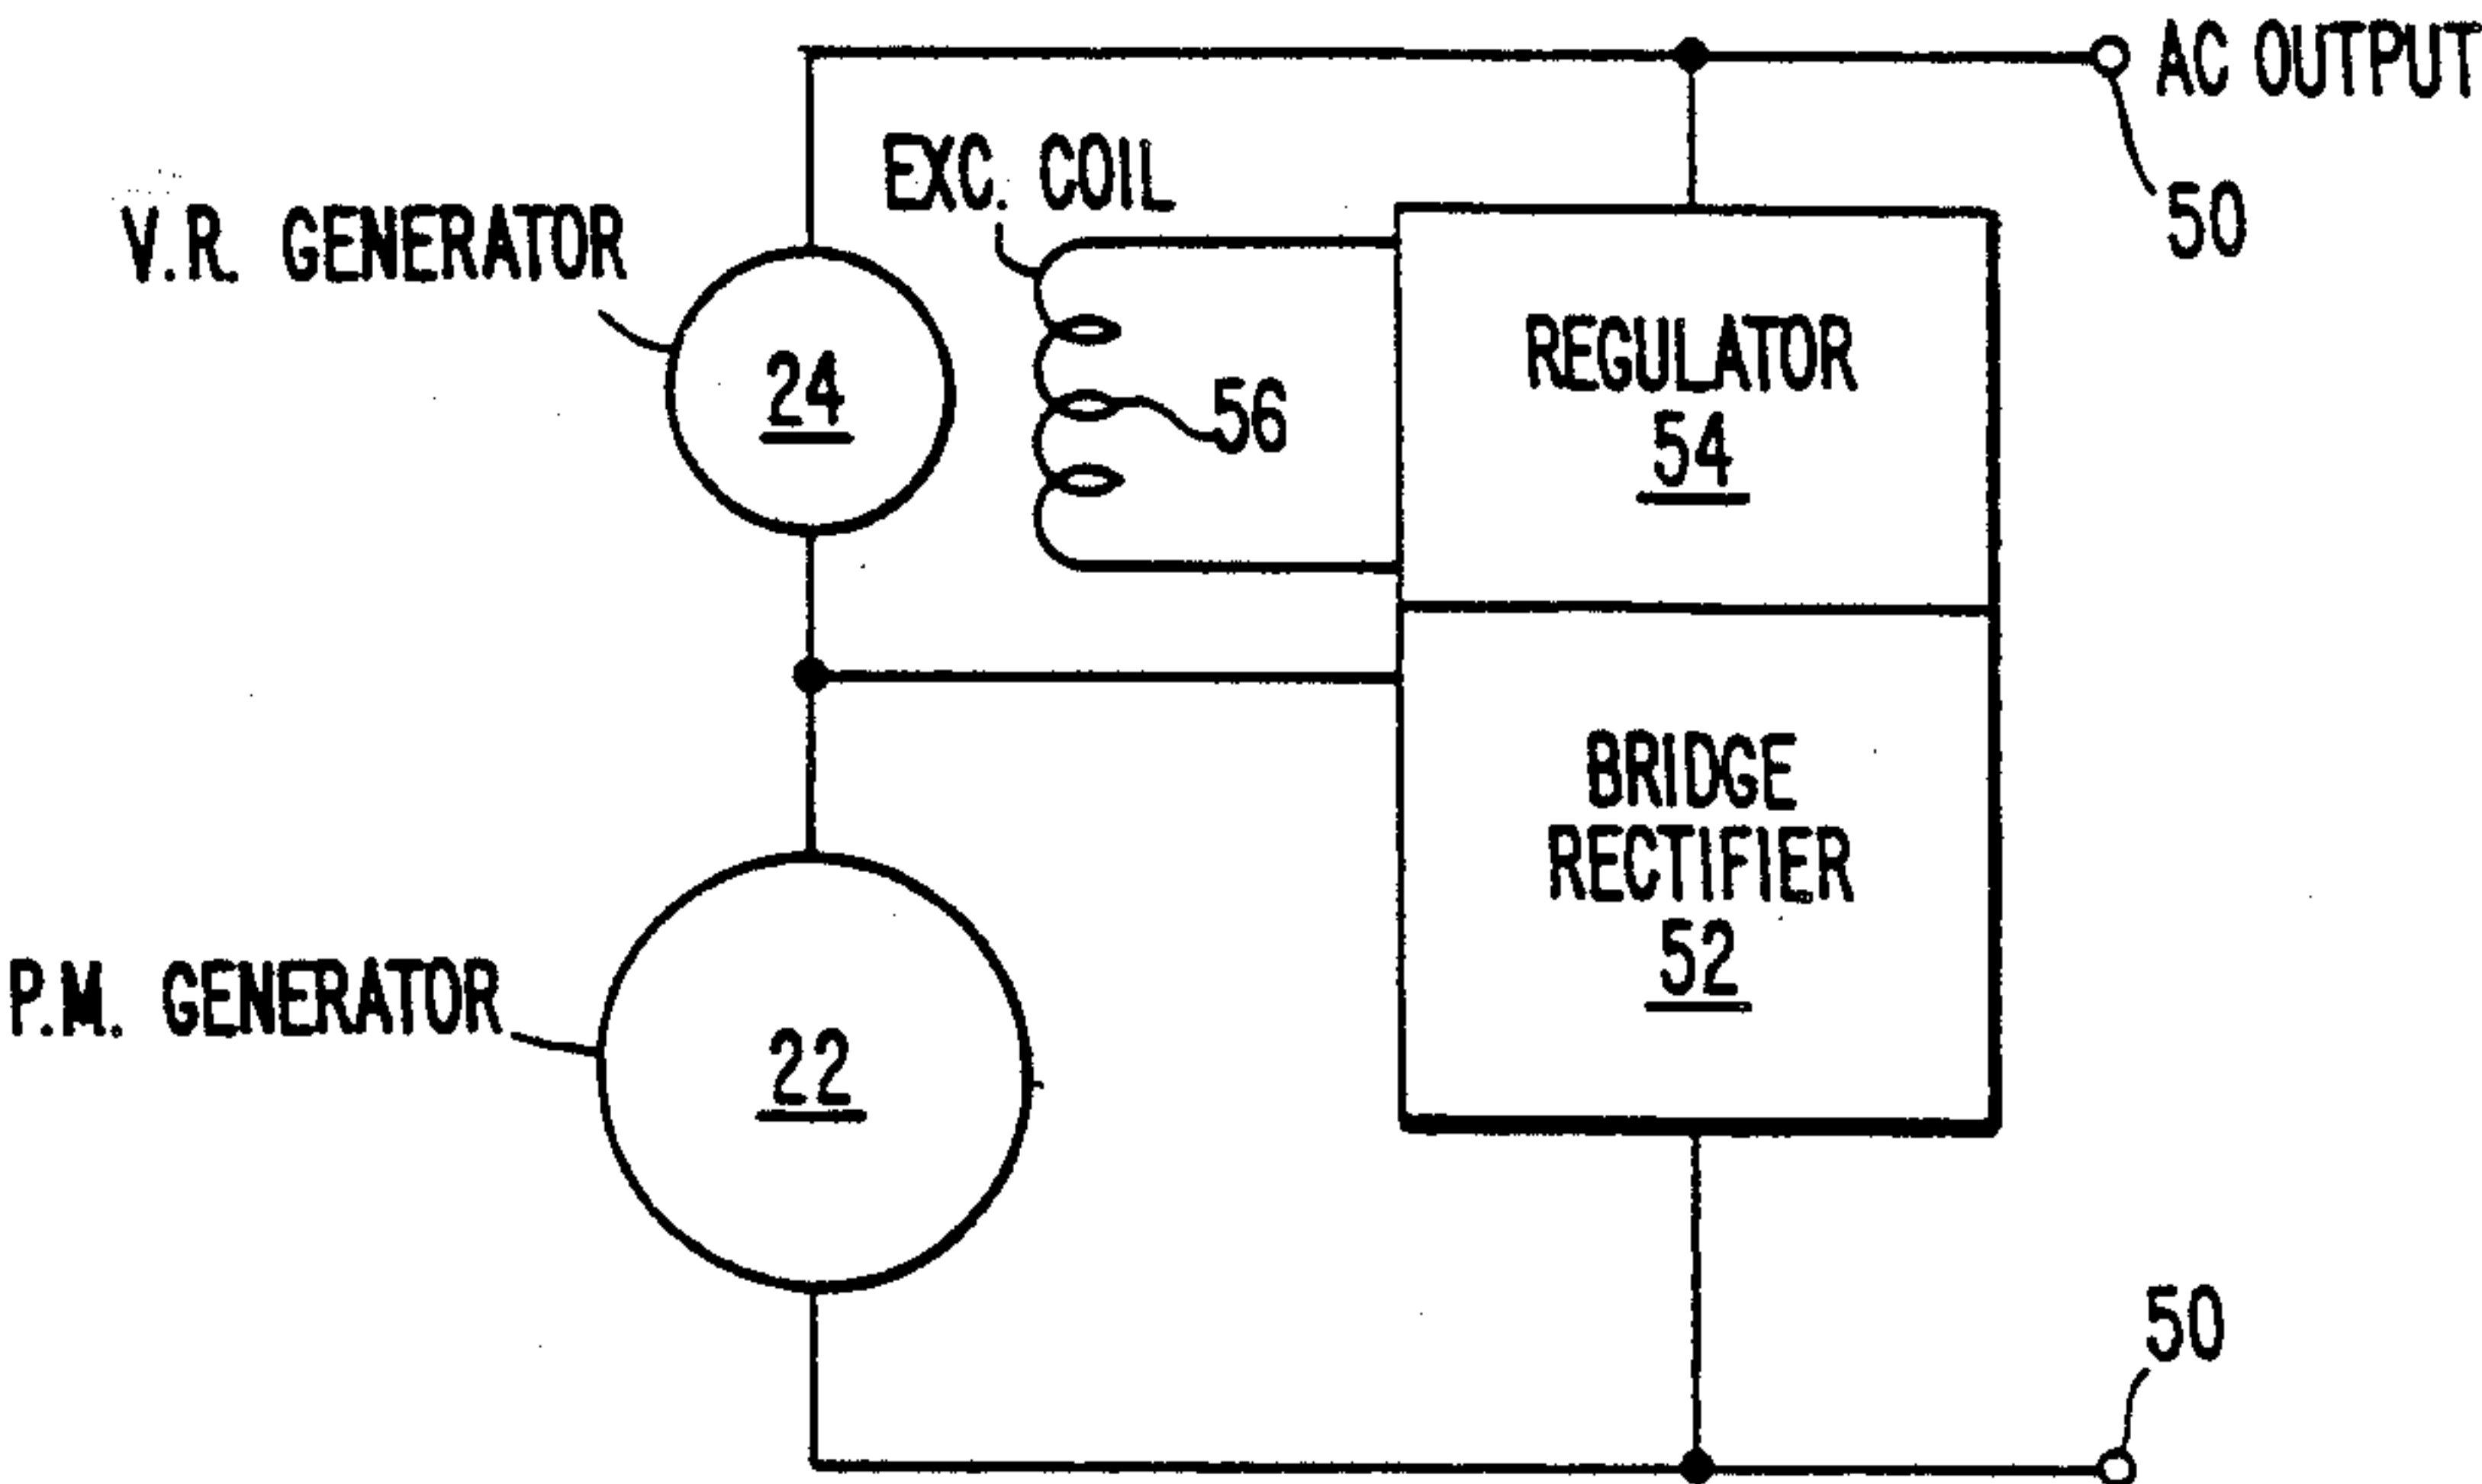 AC OUTPUT
50
EXC. COIL
V.R. GENERATOR
24
56
REGULATOR
54
BRIDGE
RECTIFIER
52
P.M. GENERATOR
22
50